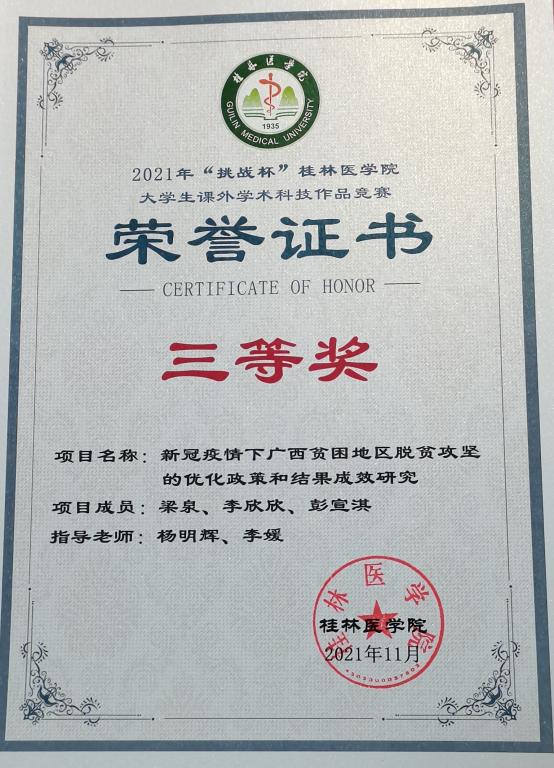 桂林医学院
GUILIN MEDICAL UNIVERSITY
1935
2021年“挑战杯”桂林医学院
大学生课外学术科技作品竞赛
荣誉证书
CERTIFICATE OF HONOR
三等奖
项目名称：新冠疫情下广西贫困地区脱贫攻坚
的优化政策和结果成效研究
项目成员：梁泉、李欣欣、彭宣淇
指导老师：杨明辉、李媛
桂林医学院
桂林医学院
2021年11月